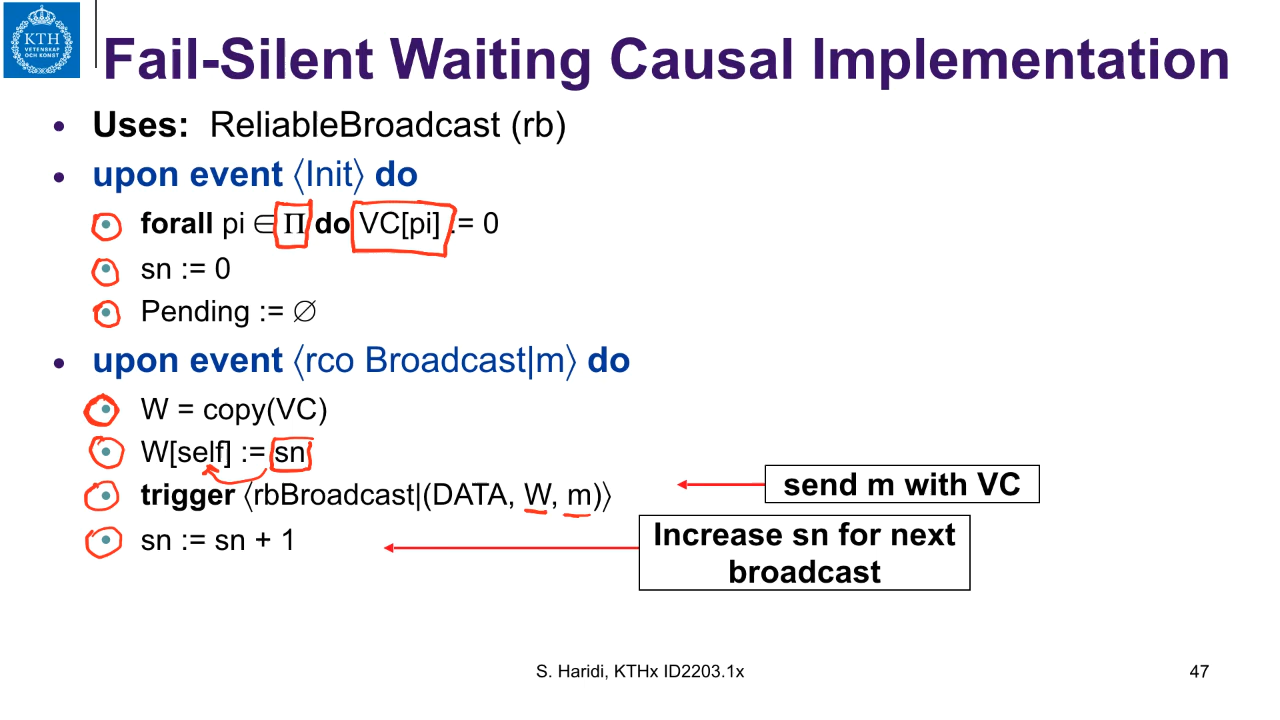 KTH
VETENSKAP
OCH KONST
Fail-Silent Waiting Causal Implementation
• Uses: ReliableBroadcast (rb)
• upon event ⟨Init⟩ do
• forall pi ∈ Π do VC[pi] := 0
• sn := 0
• Pending := ∅
• upon event ⟨rco Broadcast|m⟩ do
• W = copy(VC)
• W[self] := sn
• trigger ⟨rbBroadcast|(DATA, W, m)⟩
send m with VC
• sn := sn + 1
Increase sn for next
broadcast
S. Haridi, KTHx ID2203.1x
47